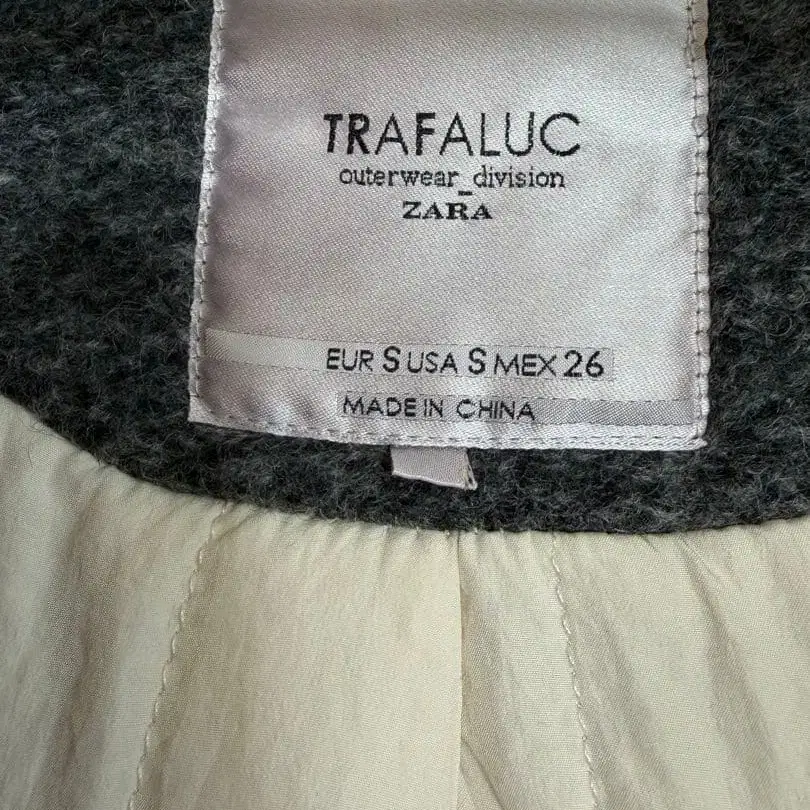 TRAFALUC
outerwear_division
ZARA
EUR S USA S MEX 26
MADE IN CHINA